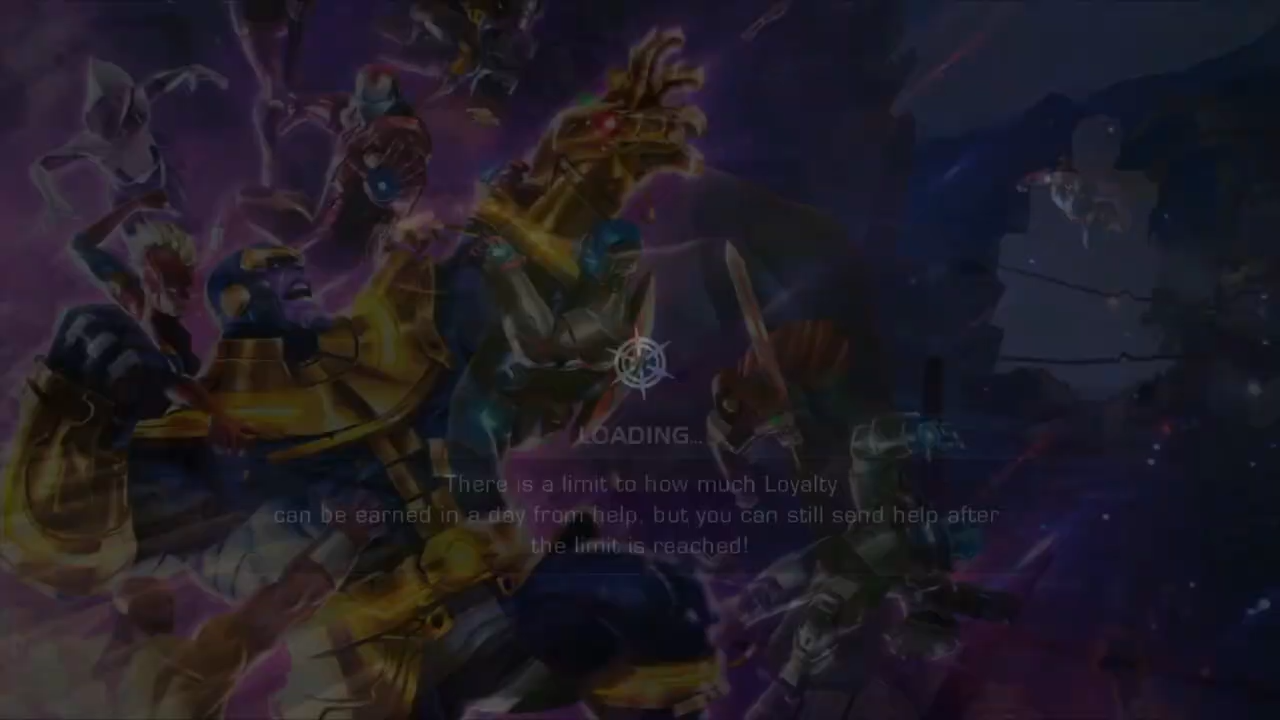 LOADING...
There is a limit to how much Loyalty
can be earned in a day from help, but you can still send help after
the limit is reached!